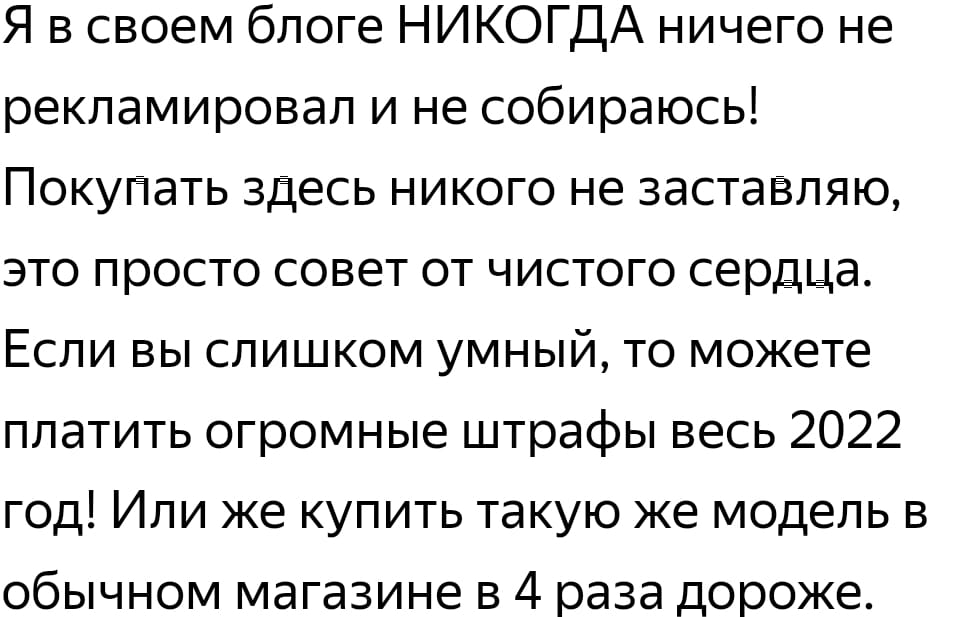 Я в своем блоге НИКОГДА ничего не
рекламировал и не собираюсь!
Покупать здесь никого не заставляю,
это просто совет от чистого сердца.
Если вы слишком умный, то можете
платить огромные штрафы весь 2022
год! Или же купить такую же модель в
обычном магазине в 4 раза дороже.